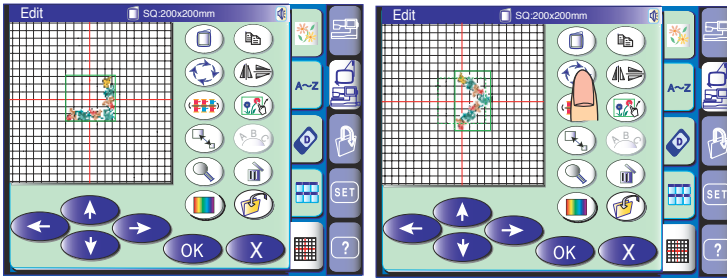 Edit SQ:200x200mm
A~Z
A B C
D
SET
?
OK X
Edit SQ:200x200mm
A~Z
A B C
D
SET
?
OK X